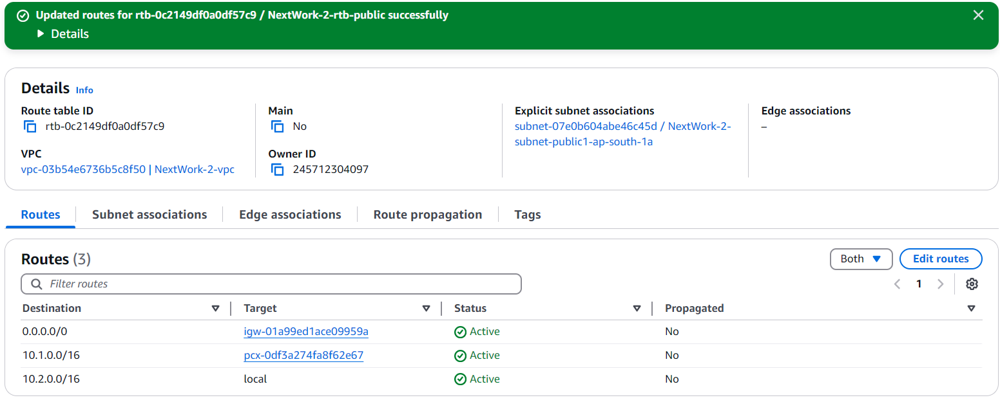 Updated routes for rtb-0c2149df0a0df57c9 / NextWork-2-rtb-public successfully
Details
Details Info
Route table ID
rtb-0c2149df0a0df57c9
Main
No
Explicit subnet associations
subnet-07e0b604abe46c45d / NextWork-2-
subnet-public1-ap-south-1a
Edge associations
–
VPC
vpc-03b54e6736b5c8f50 | NextWork-2-vpc
Owner ID
245712304097
Routes Subnet associations Edge associations Route propagation Tags
Routes (3)
Both Edit routes
Filter routes
1
Destination Target Status Propagated
0.0.0.0/0 igw-01a99ed1ace09959a Active No
10.1.0.0/16 pcx-0df3a274fa8f62e67 Active No
10.2.0.0/16 local Active No